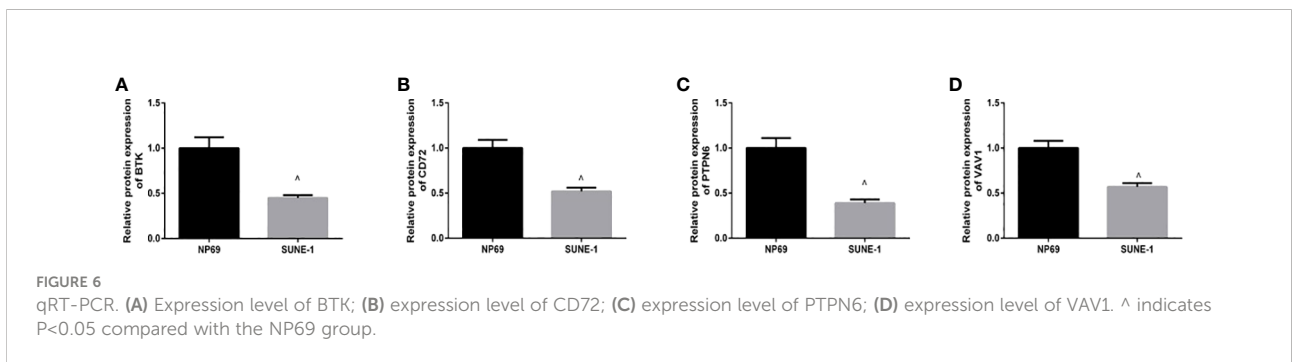 A
Relative protein expression
of BTK
1.5
1.0
0.5
0.0
^
NP69
SUNE-1
B
Relative protein expression
of CD72
1.5
1.0
0.5
0.0
^
NP69
SUNE-1
C
Relative protein expression
of PTPN6
1.5
1.0
0.5
0.0
^
NP69
SUNE-1
D
Relative protein expression
of VAV1
1.5
1.0
0.5
0.0
^
NP69
SUNE-1
FIGURE 6
qRT-PCR. (A) Expression level of BTK; (B) expression level of CD72; (C) expression level of PTPN6; (D) expression level of VAV1. ^ indicates
P<0.05 compared with the NP69 group.